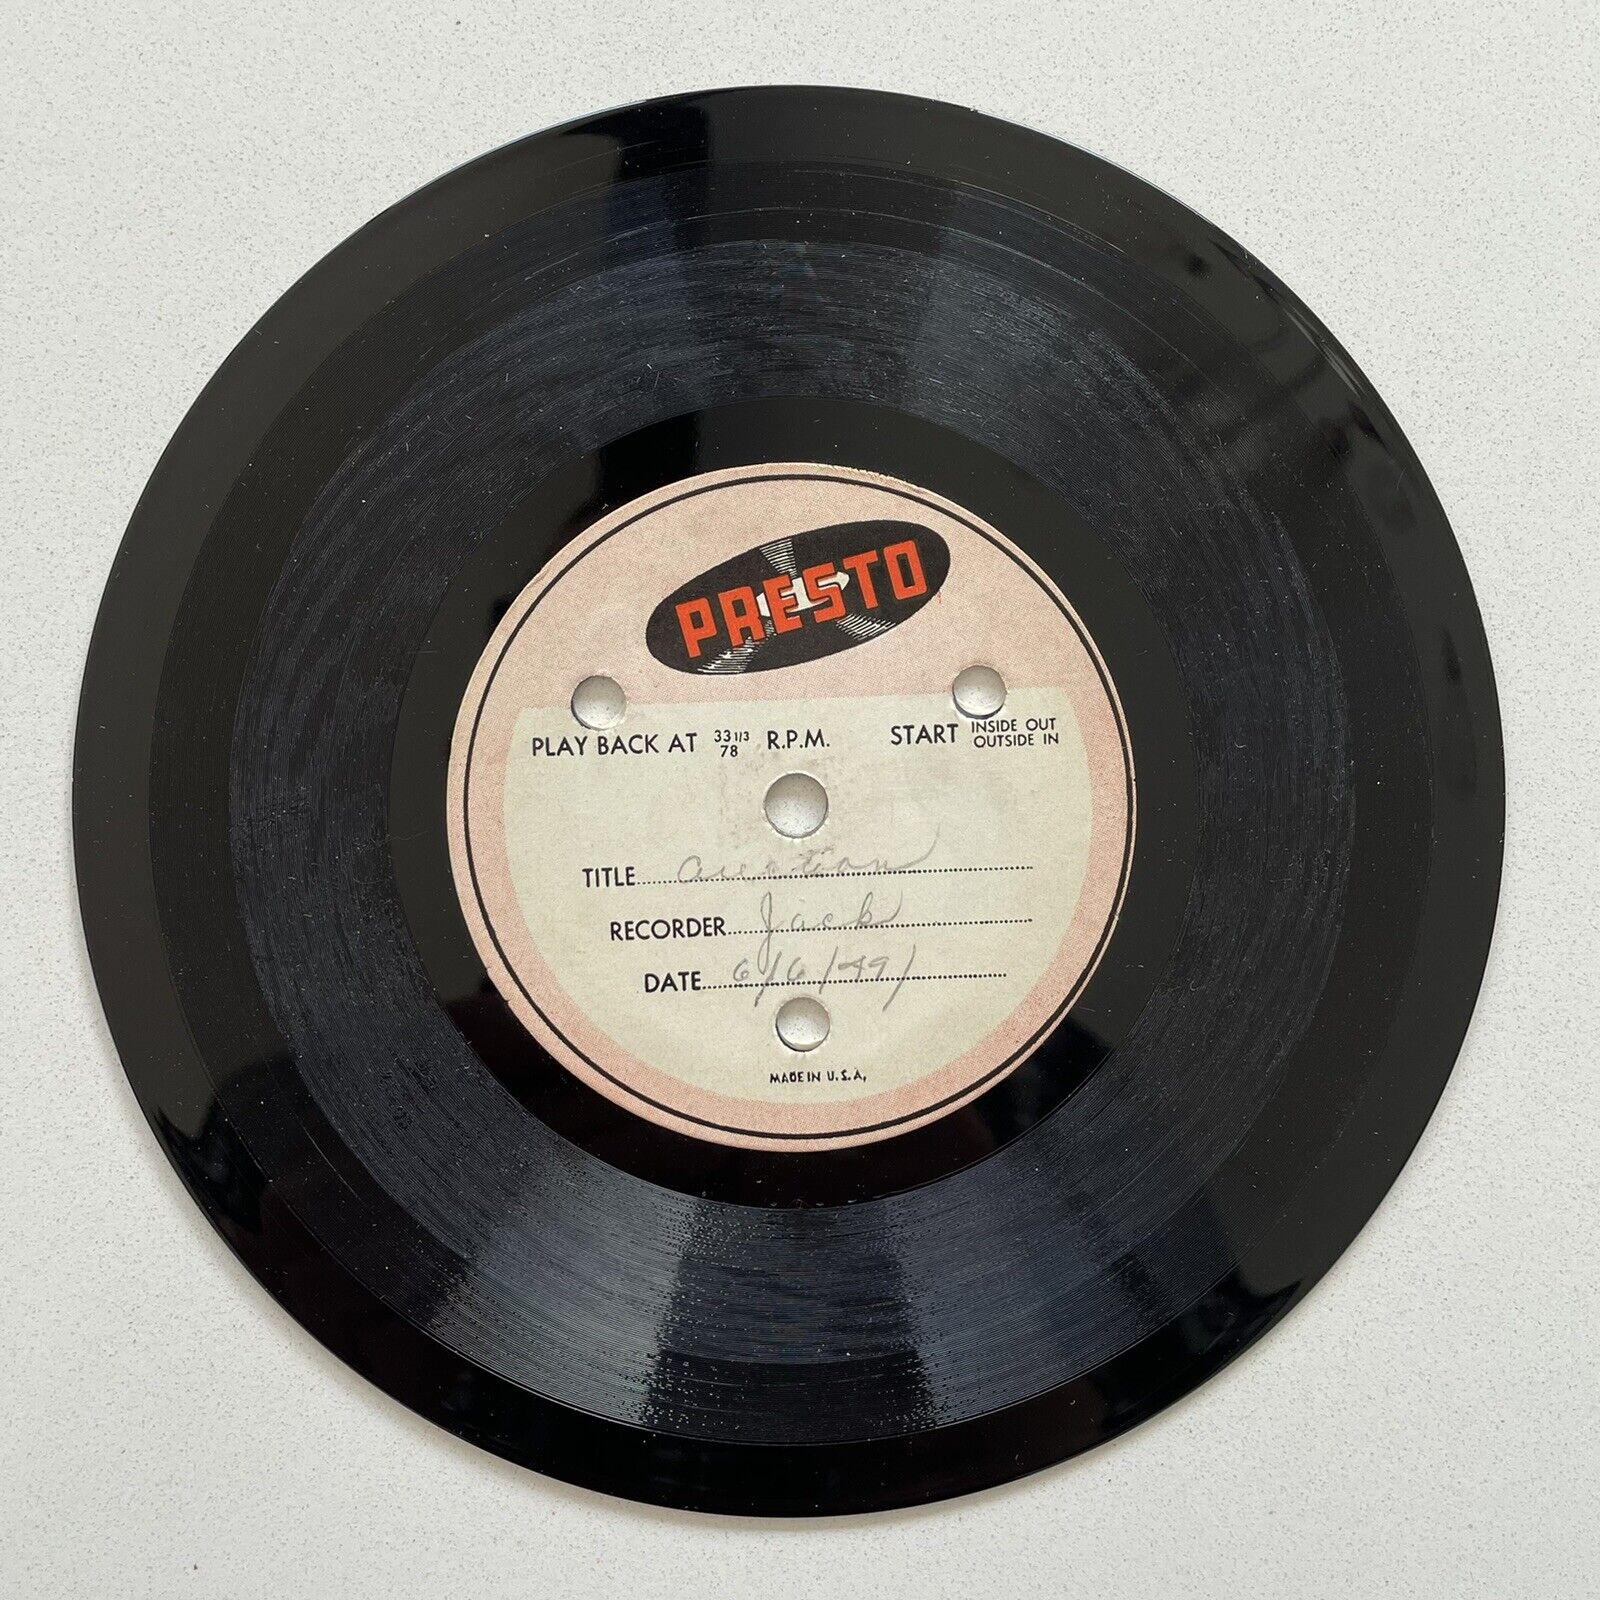 PRESTO
PLAY BACK AT 33 1/3 78 R.P.M. START INSIDE OUT OUTSIDE IN
TITLE Auction
RECORDER Jack
DATE 6/6/49/
MADE IN U.S.A.